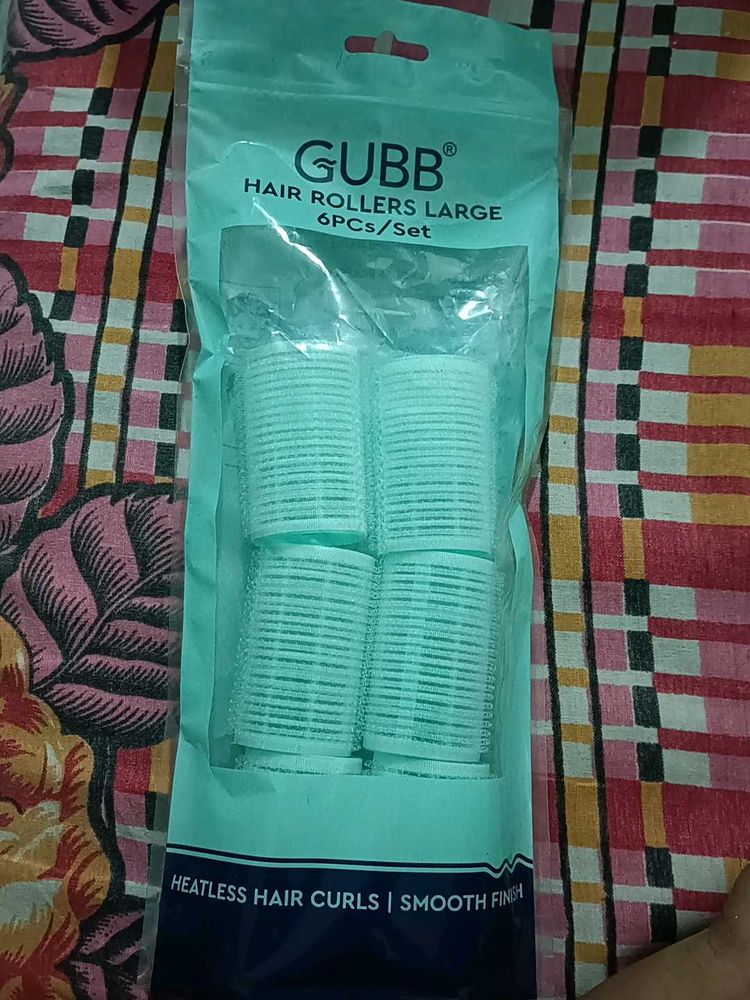 GUBB®
HAIR ROLLERS LARGE
6PCs/Set
HEATLESS HAIR CURLS | SMOOTH FINISH